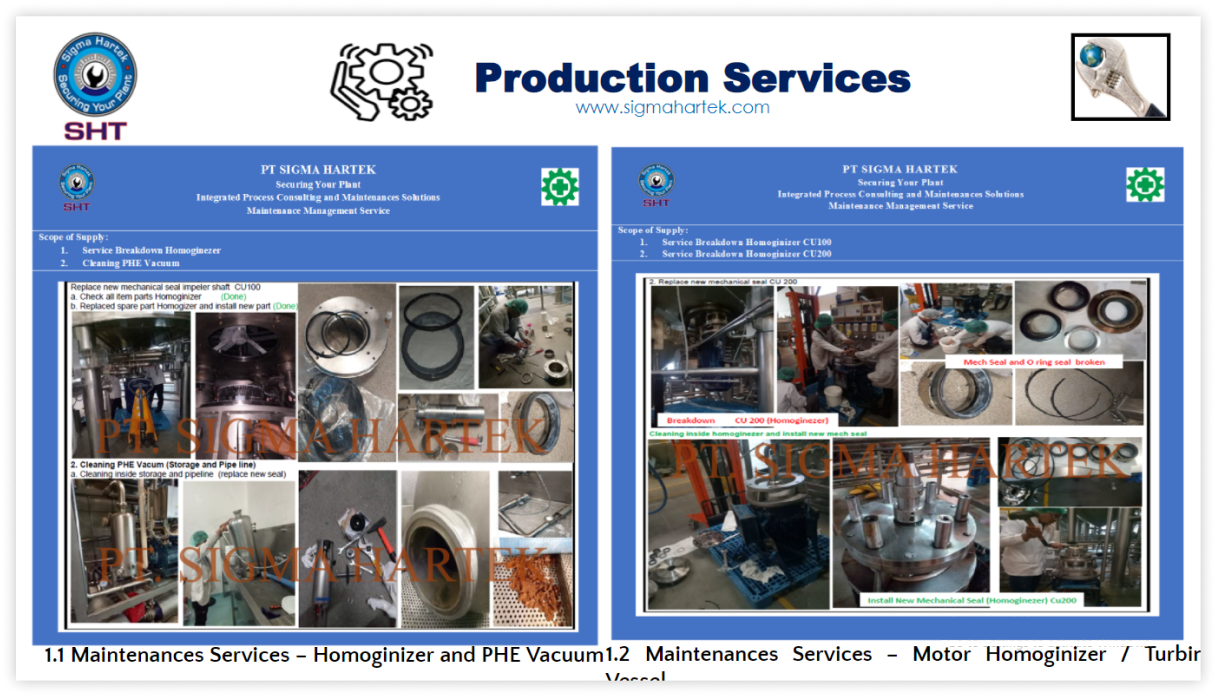 Sigma Hartek
Securing Your Plant
SHT
Production Services
www.sigmahartek.com
PT SIGMA HARTEK
Securing Your Plant
Integrated Process Consulting and Maintenances Solutions
Maintenance Management Service
SHT
Scope of Supply:
1. Service Breakdown Homoginezer
2. Cleaning PHE Vacuum
Replace new mechanical seal impeler shaft CU100
a. Check all item parts Homoginizer (Done)
b. Replaced spare part Homogizer and install new part (Done)
PT. SIGMA HARTEK
2. Cleaning PHE Vacum (Storage and Pipe line)
a. Cleaning inside storage and pipeline (replace new seal)
PT. SIGMA HARTEK
1.1 Maintenances Services – Homoginizer and PHE Vacuum
PT SIGMA HARTEK
Securing Your Plant
Integrated Process Consulting and Maintenances Solutions
Maintenance Management Service
SHT
Scope of Supply:
1. Service Breakdown Homoginizer CU100
2. Service Breakdown Homoginizer CU200
2. Replace new mechanical seal CU 200
Mech Seal and O ring seal broken
Breakdown CU 200 (Homoginezer)
Cleaning inside homoginezer and install new mech seal
PT. SIGMA HARTEK
Install New Mechanical Seal (Homoginezer) Cu200
1.2 Maintenances Services – Motor Homoginizer / Turbin
Vessel